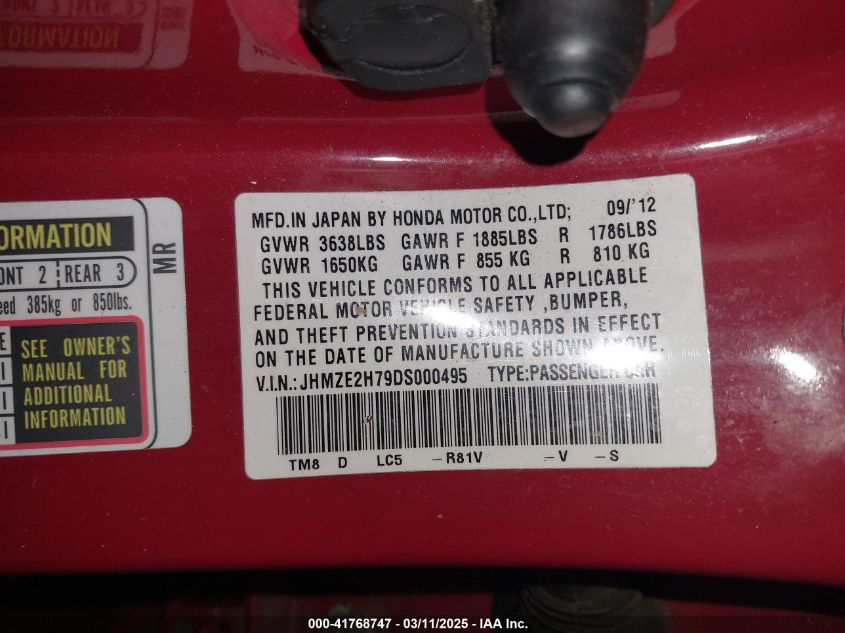 ORMATION
ONT 2 REAR 3
eed 385kg or 850lbs.
SEE OWNER'S
MANUAL FOR
ADDITIONAL
INFORMATION
MR
MFD.IN JAPAN BY HONDA MOTOR CO.,LTD; 09/'12
GVWR 3638LBS GAWR F 1885LBS R 1786LBS
GVWR 1650KG GAWR F 855 KG R 810 KG
THIS VEHICLE CONFORMS TO ALL APPLICABLE
FEDERAL MOTOR VEHICLE SAFETY ,BUMPER,
AND THEFT PREVENTION STANDARDS IN EFFECT
ON THE DATE OF MANUFACTURE SHOWN ABOVE.
V.I.N.: JHMZE2H79DS000495 TYPE:PASSENGER CAR
TM8 D LC5 -R81V -V -S
000-41768747 - 03/11/2025 - IAA Inc.